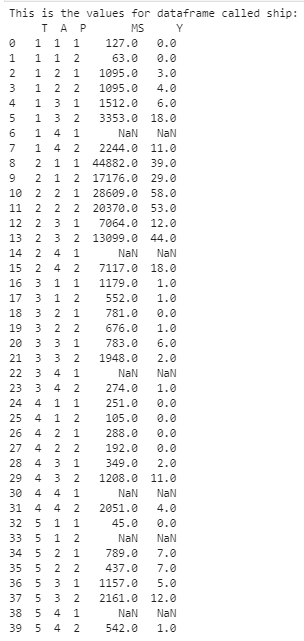 This is the values for dataframe called ship:
T A P MS Y
0 1 1 1 127.0 0.0
1 1 1 2 63.0 0.0
2 1 2 1 1095.0 3.0
3 1 2 2 1095.0 4.0
4 1 3 1 1512.0 6.0
5 1 3 2 3353.0 18.0
6 1 4 1 NaN NaN
7 1 4 2 2244.0 11.0
8 2 1 1 44882.0 39.0
9 2 1 2 17176.0 29.0
10 2 2 1 28609.0 58.0
11 2 2 2 20370.0 53.0
12 2 3 1 7064.0 12.0
13 2 3 2 13099.0 44.0
14 2 4 1 NaN NaN
15 2 4 2 7117.0 18.0
16 3 1 1 1179.0 1.0
17 3 1 2 552.0 1.0
18 3 2 1 781.0 0.0
19 3 2 2 676.0 1.0
20 3 3 1 783.0 6.0
21 3 3 2 1948.0 2.0
22 3 4 1 NaN NaN
23 3 4 2 274.0 1.0
24 4 1 1 251.0 0.0
25 4 1 2 105.0 0.0
26 4 2 1 288.0 0.0
27 4 2 2 192.0 0.0
28 4 3 1 349.0 2.0
29 4 3 2 1208.0 11.0
30 4 4 1 NaN NaN
31 4 4 2 2051.0 4.0
32 5 1 1 45.0 0.0
33 5 1 2 NaN NaN
34 5 2 1 789.0 7.0
35 5 2 2 437.0 7.0
36 5 3 1 1157.0 5.0
37 5 3 2 2161.0 12.0
38 5 4 1 NaN NaN
39 5 4 2 542.0 1.0